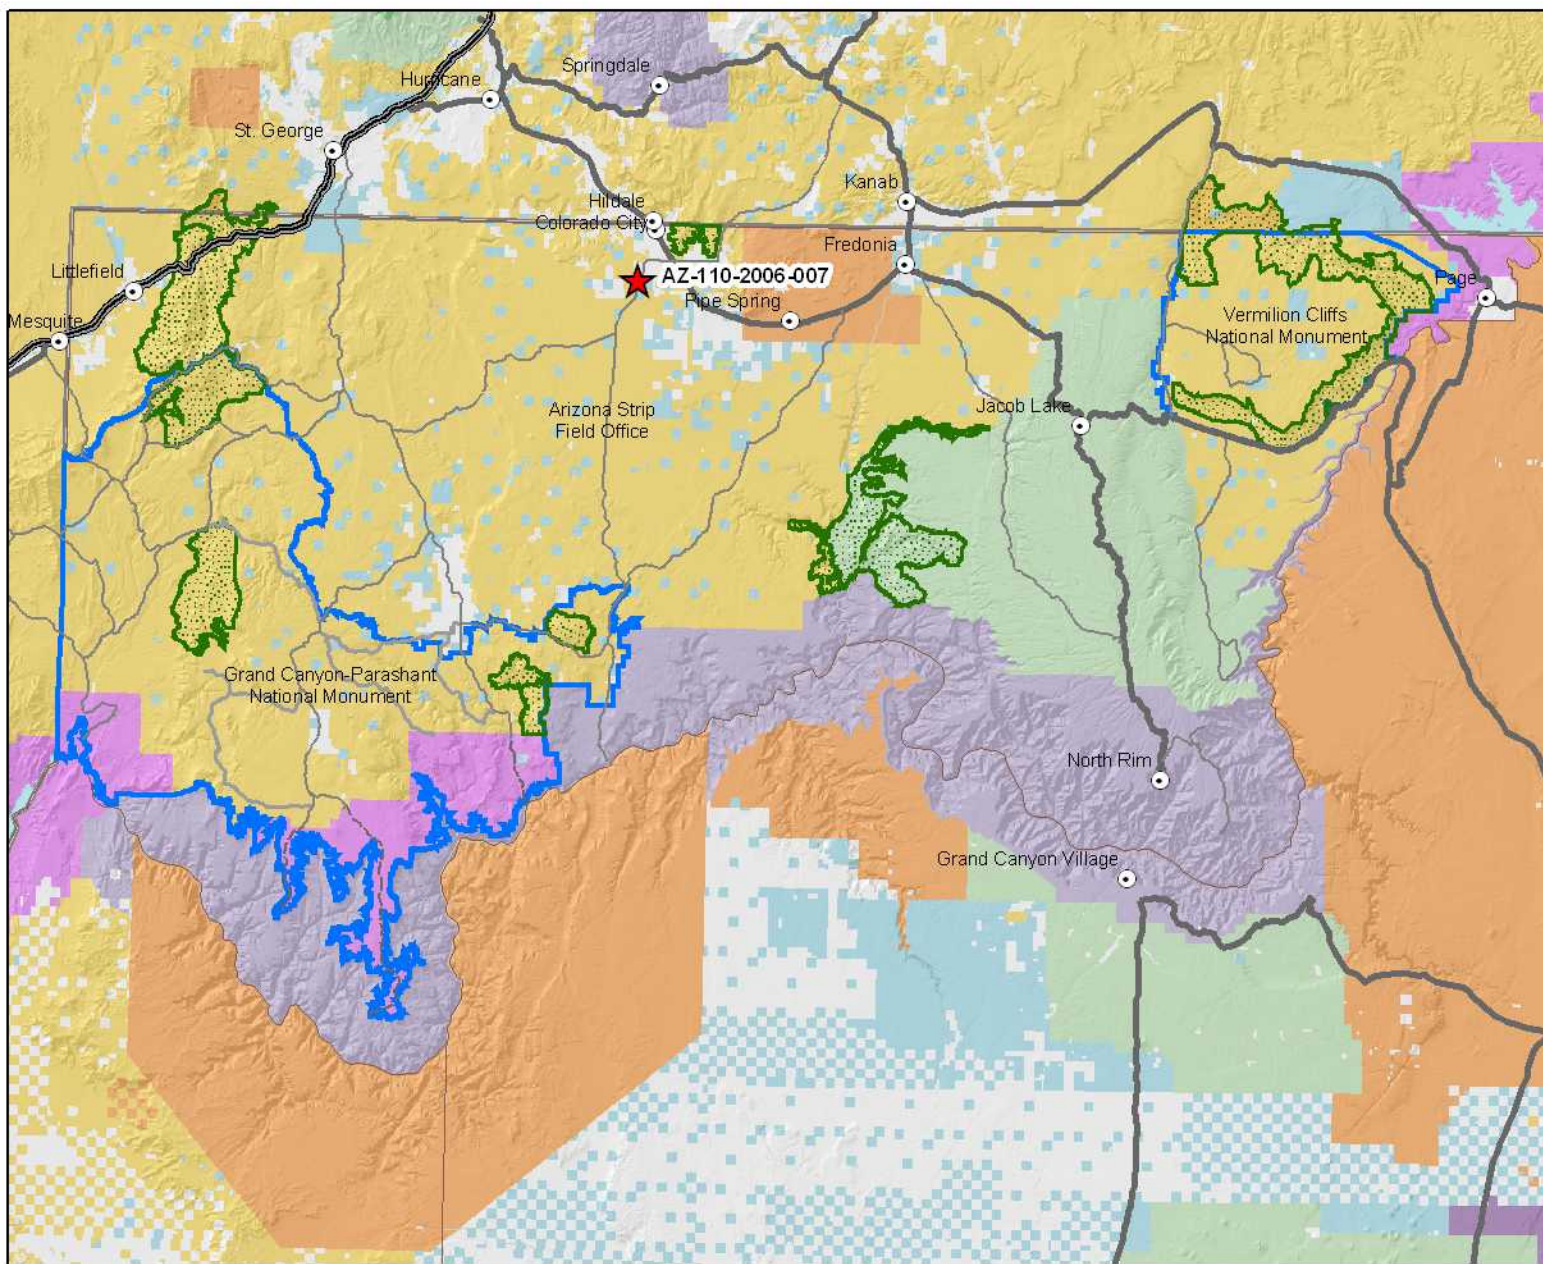 Springdale
Hurricane
St. George
Kanab
Hildale
Colorado City
Fredonia
Littlefield
AZ-110-2006-007
Page
Pipe Spring
Mesquite
Vermilion Cliffs
National Monument
Arizona Strip
Field Office
Jacob Lake
Grand Canyon-Parashant
National Monument
North Rim
Grand Canyon Village